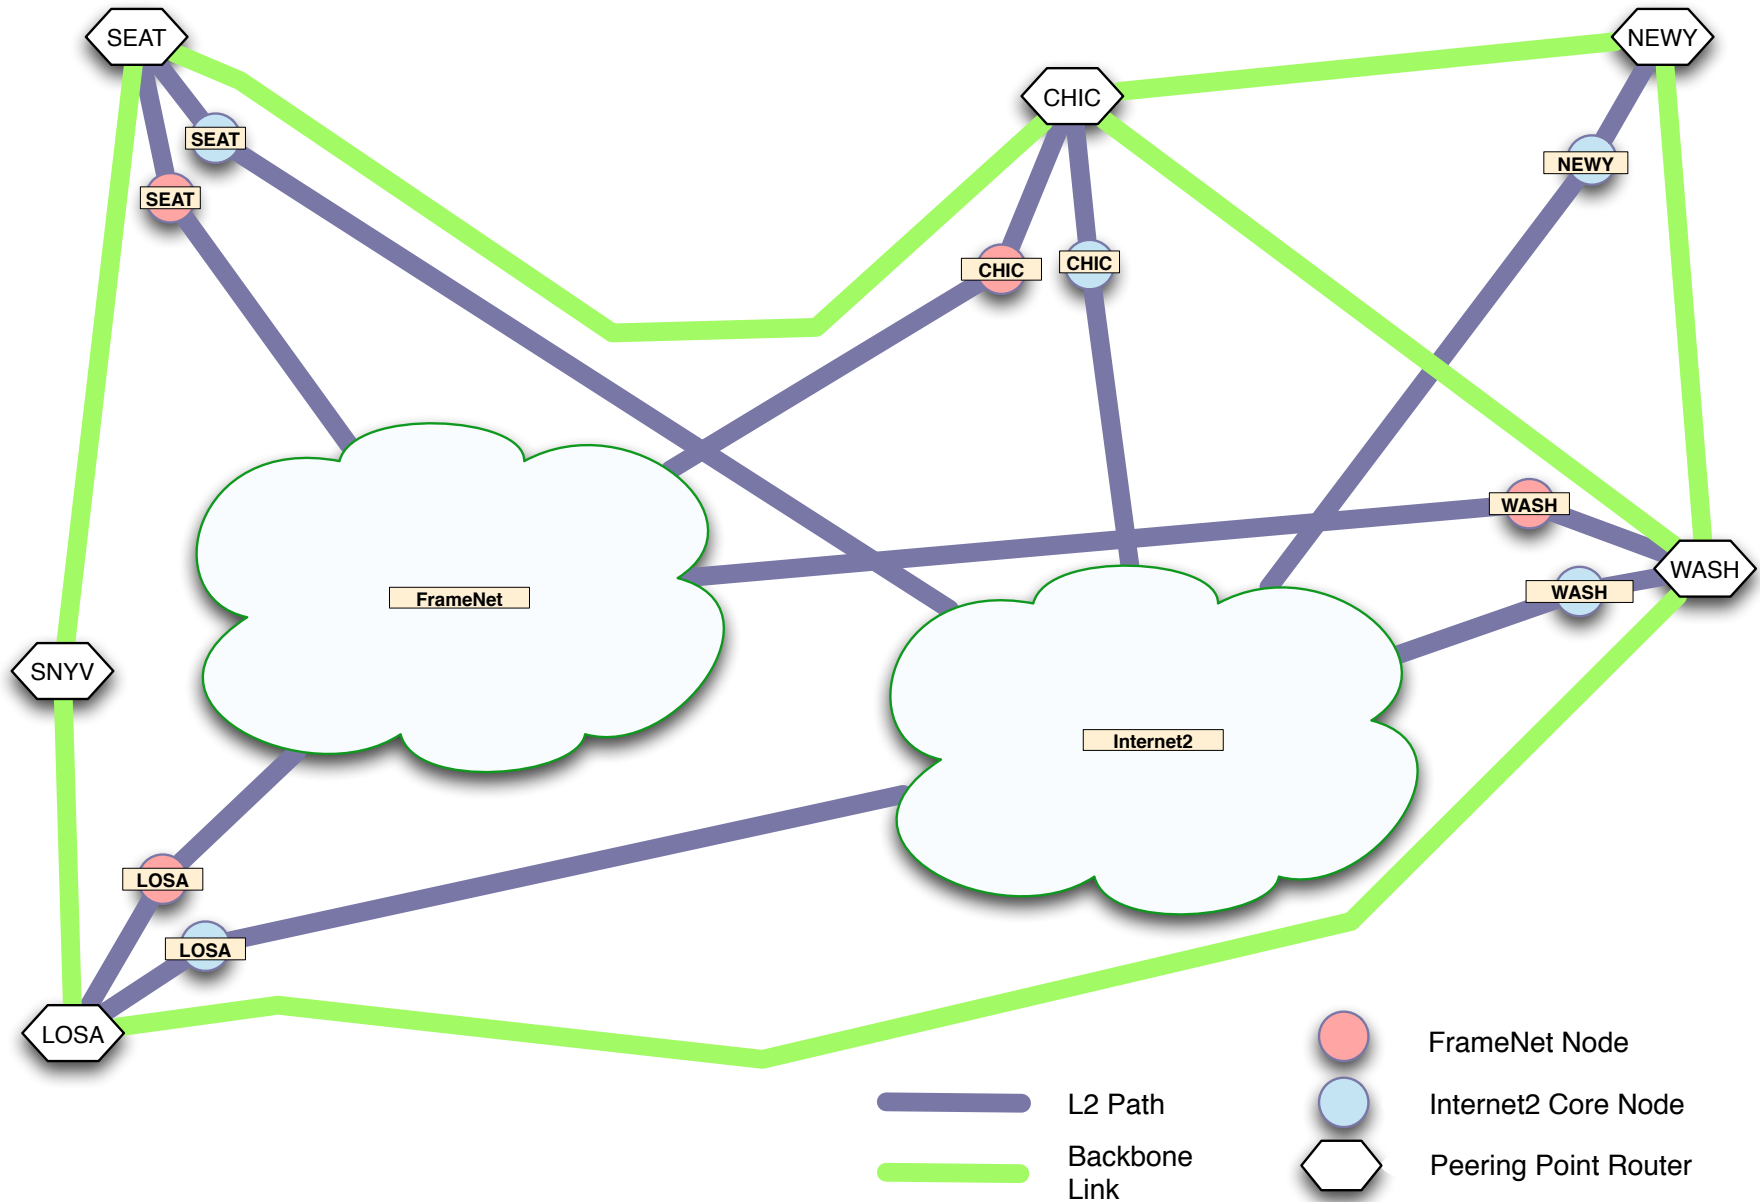 SEAT
NEWY
CHIC
SEAT
NEWY
SEAT
CHIC
CHIC
WASH
WASH
WASH
FrameNet
SNYV
Internet2
LOSA
LOSA
LOSA
FrameNet Node
L2 Path
Internet2 Core Node
Backbone
Link
Peering Point Router